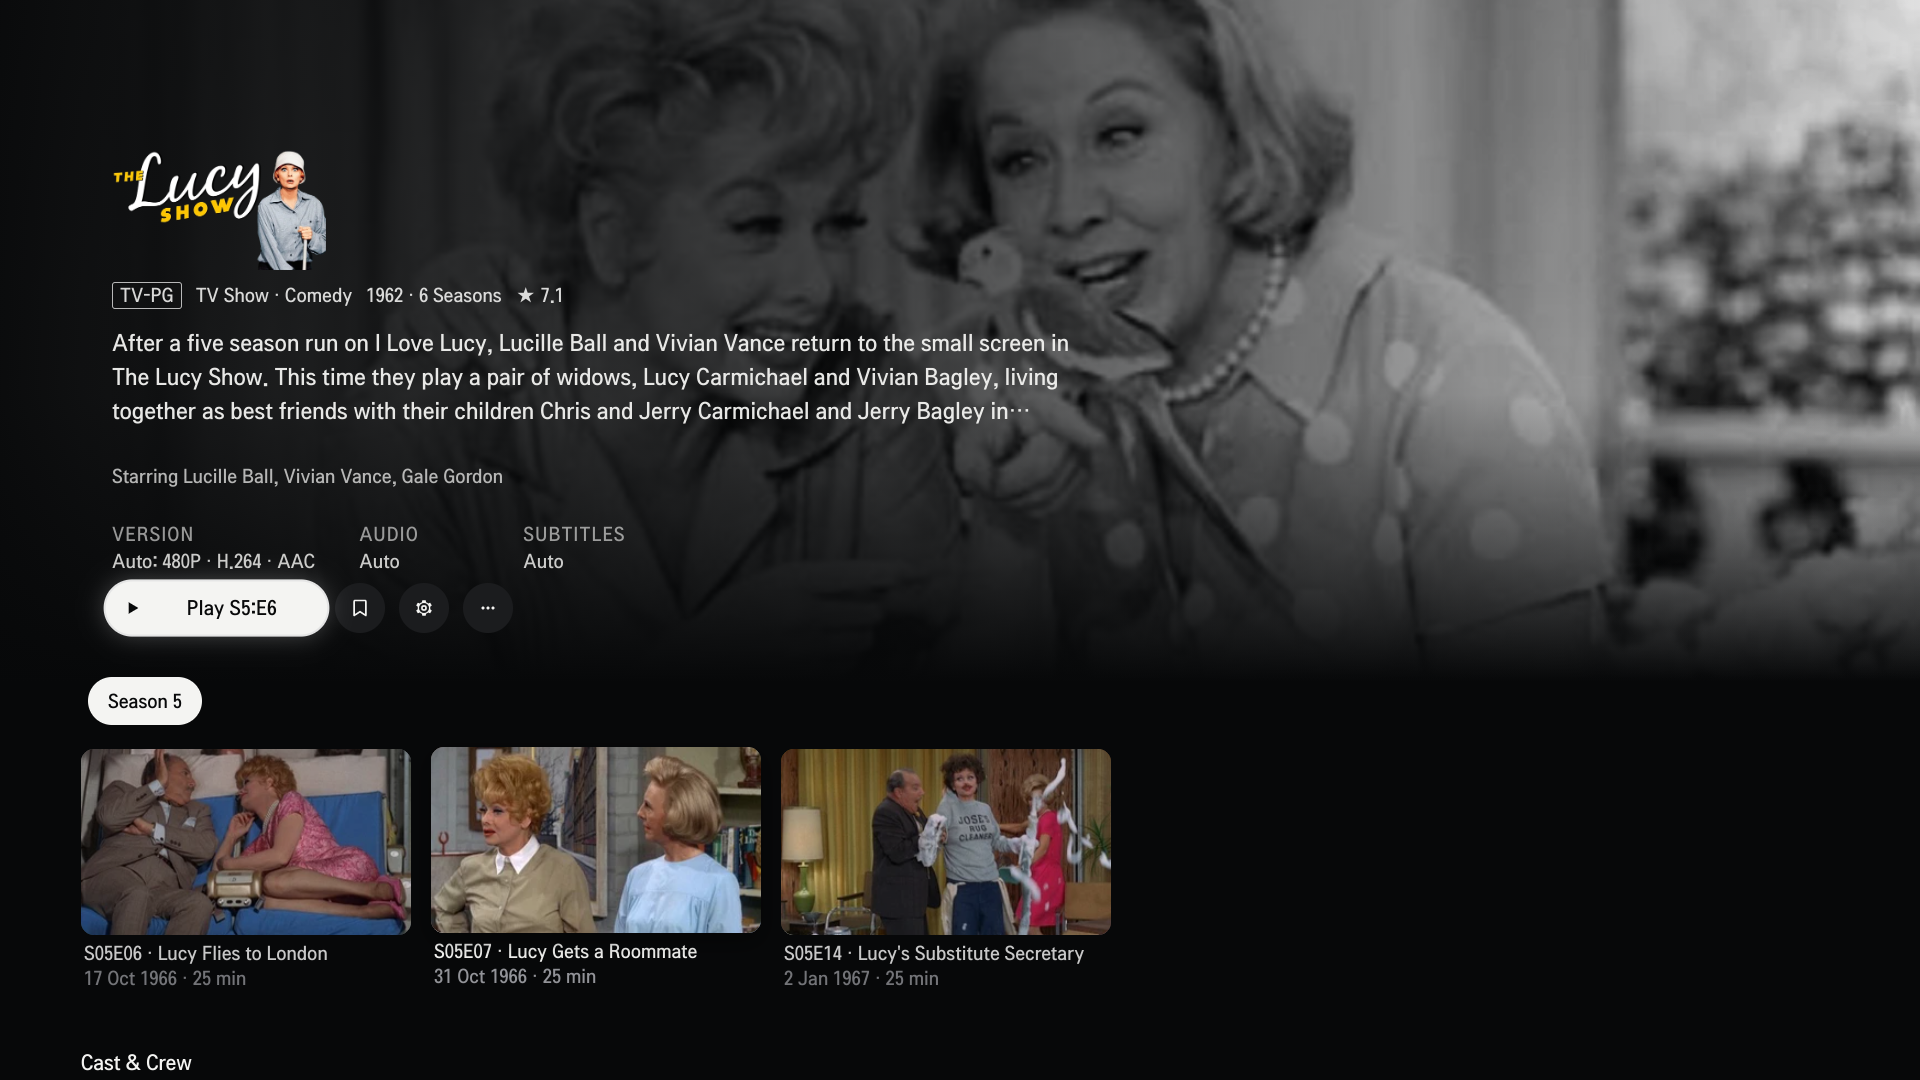 THE Lucy SHOW
TV-PG TV Show · Comedy 1962 · 6 Seasons ★ 7.1
After a five season run on I Love Lucy, Lucille Ball and Vivian Vance return to the small screen in
The Lucy Show. This time they play a pair of widows, Lucy Carmichael and Vivian Bagley, living
together as best friends with their children Chris and Jerry Carmichael and Jerry Bagley in···
Starring Lucille Ball, Vivian Vance, Gale Gordon
VERSION AUDIO SUBTITLES
Auto: 480P · H.264 · AAC Auto Auto
Play S5:E6
Season 5
JOSE'S
RUG
CLEANERS
S05E06 · Lucy Flies to London
17 Oct 1966 · 25 min
S05E07 · Lucy Gets a Roommate
31 Oct 1966 · 25 min
S05E14 · Lucy's Substitute Secretary
2 Jan 1967 · 25 min
Cast & Crew